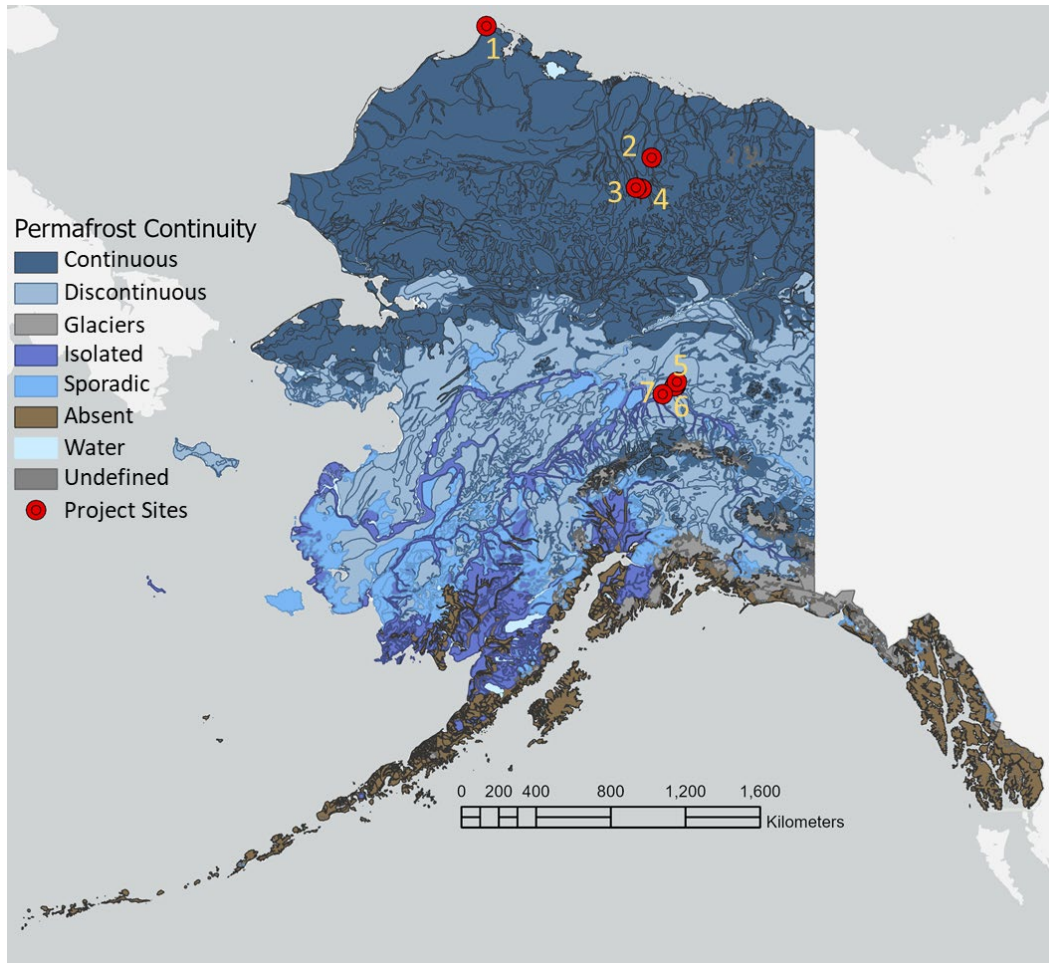 1
2
3 4
Permafrost Continuity
Continuous
Discontinuous
Glaciers
Isolated
Sporadic
Absent
Water
Undefined
Project Sites
5
7
6
0 200 400 800 1,200 1,600
Kilometers